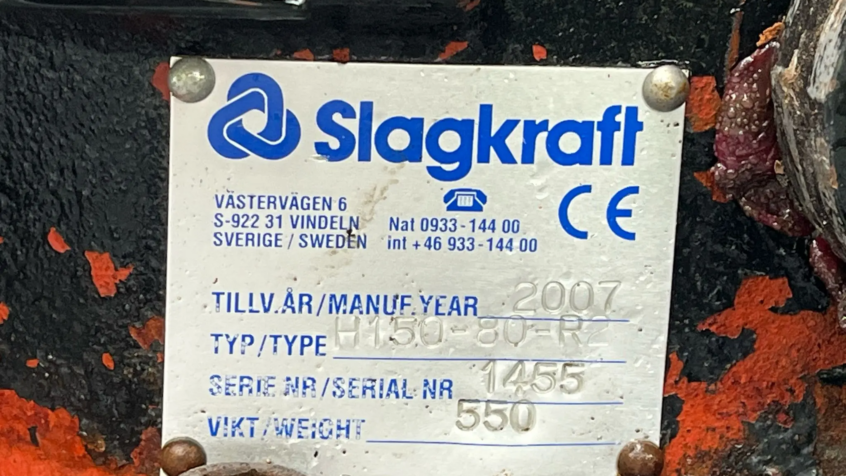 Slagkraft
VÄSTERVÄGEN 6
S-922 31 VINDELN Nat 0933-144 00
SVERIGE / SWEDEN int +46 933-144 00
CE
TILLV.ÅR/MANUF.YEAR 2007
TYP/TYPE H150-80-R2
SERIE NR/SERIAL NR 1455
VIKT/WEIGHT 550